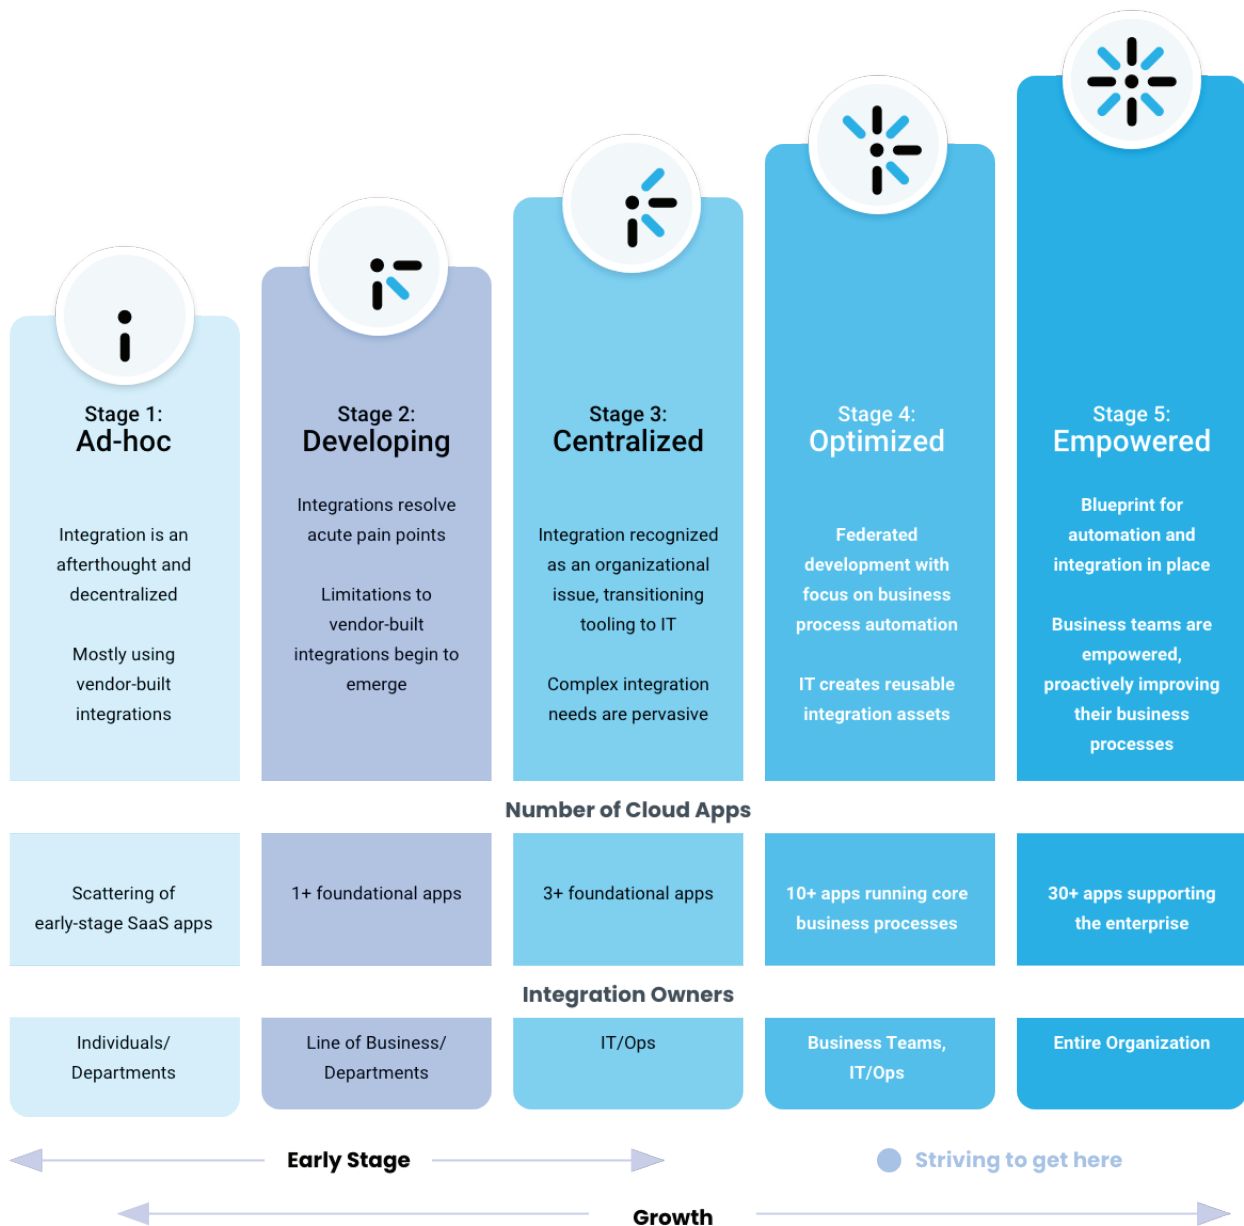 Stage 1:
Ad-hoc
Integration is an
afterthought and
decentralized
Mostly using
vendor-built
integrations
Stage 2:
Developing
Integrations resolve
acute pain points
Limitations to
vendor-built
integrations begin to
emerge
Stage 3:
Centralized
Integration recognized
as an organizational
issue, transitioning
tooling to IT
Complex integration
needs are pervasive
Stage 4:
Optimized
Federated
development with
focus on business
process automation
IT creates reusable
integration assets
Stage 5:
Empowered
Blueprint for
automation and
integration in place
Business teams are
empowered,
proactively improving
their business
processes
Number of Cloud Apps
Scattering of
early-stage SaaS apps
1+ foundational apps
3+ foundational apps
10+ apps running core
business processes
30+ apps supporting
the enterprise
Integration Owners
Individuals/
Departments
Line of Business/
Departments
IT/Ops
Business Teams,
IT/Ops
Entire Organization
Early Stage
Striving to get here
Growth